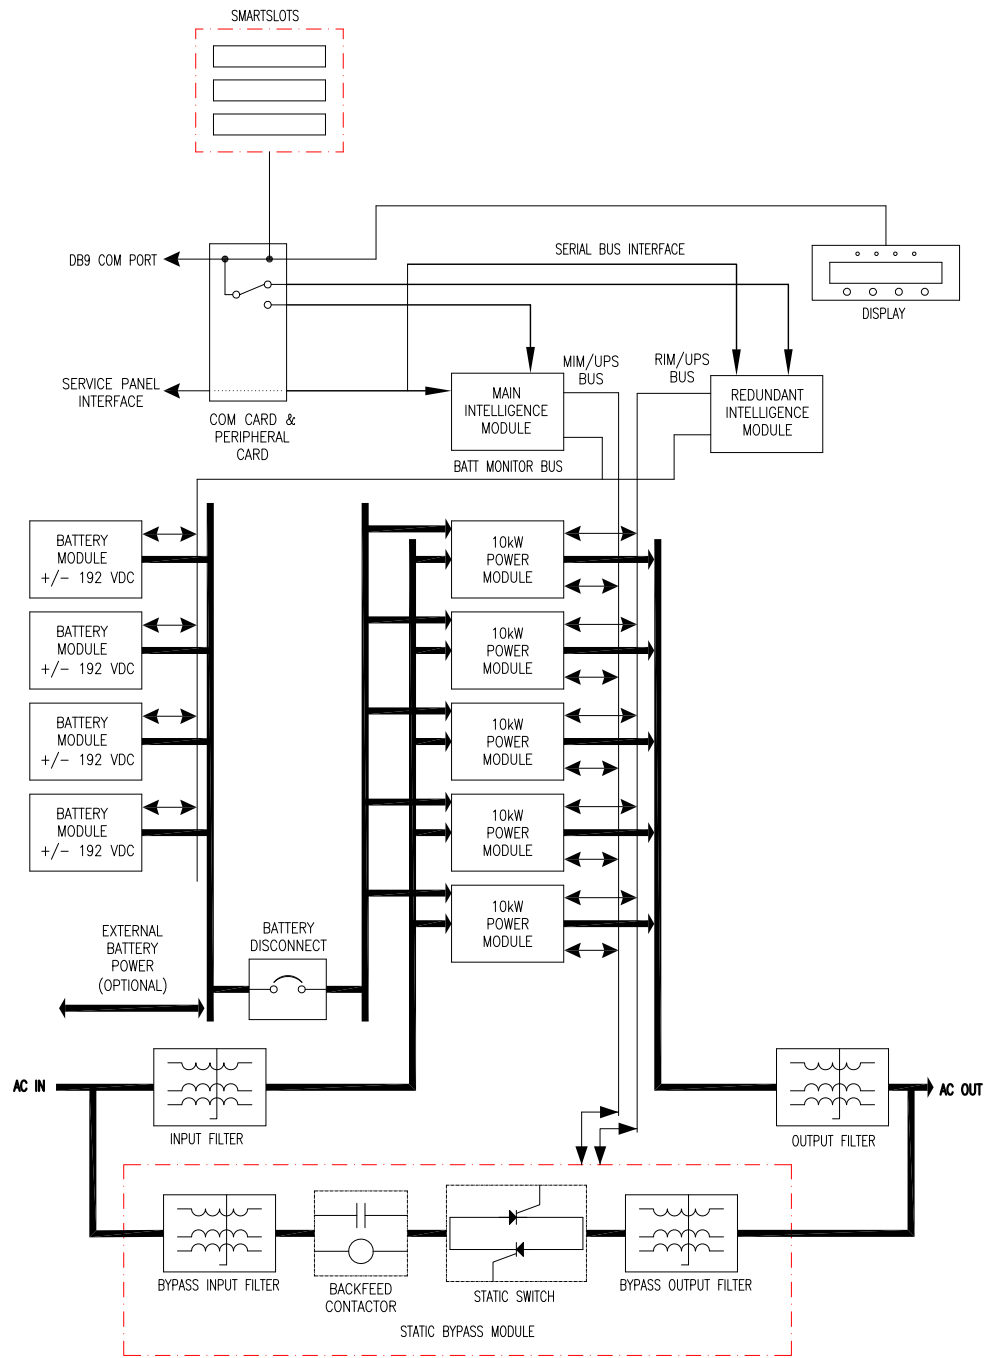 SMARTSLOTS
DB9 COM PORT
SERIAL BUS INTERFACE
DISPLAY
SERVICE PANEL
INTERFACE
COM CARD &
PERIPHERAL
CARD
MAIN
INTELLIGENCE
MODULE
MIM/UPS
BUS
RIM/UPS
BUS
REDUNDANT
INTELLIGENCE
MODULE
BATT MONITOR BUS
BATTERY
MODULE
+/- 192 VDC
10kW
POWER
MODULE
BATTERY
MODULE
+/- 192 VDC
10kW
POWER
MODULE
BATTERY
MODULE
+/- 192 VDC
10kW
POWER
MODULE
BATTERY
MODULE
+/- 192 VDC
10kW
POWER
MODULE
10kW
POWER
MODULE
EXTERNAL
BATTERY
POWER
(OPTIONAL)
BATTERY
DISCONNECT
AC IN
INPUT FILTER
OUTPUT FILTER
AC OUT
BYPASS INPUT FILTER
BACKFEED
CONTACTOR
STATIC SWITCH
BYPASS OUTPUT FILTER
STATIC BYPASS MODULE